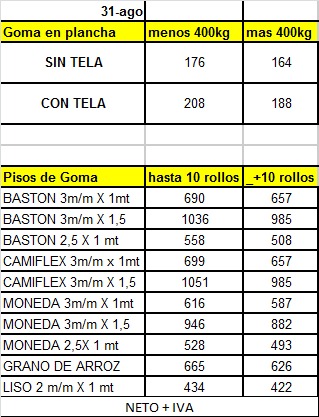 31-ago
Goma en plancha menos 400kg mas 400kg
SIN TELA 176 164
CON TELA 208 188
Pisos de Goma hasta 10 rollos _+10 rollos
BASTON 3m/m X 1mt 690 657
BASTON 3m/m X 1,5 1036 985
BASTON 2,5 X 1 mt 558 508
CAMIFLEX 3m/m x 1mt 699 657
CAMIFLEX 3m/m X 1,5 1051 985
MONEDA 3m/m X 1mt 616 587
MONEDA 3m/m X 1,5 946 882
MONEDA 2,5X 1 mt 528 493
GRANO DE ARROZ 665 626
LISO 2 m/m X 1 mt 434 422
NETO + IVA